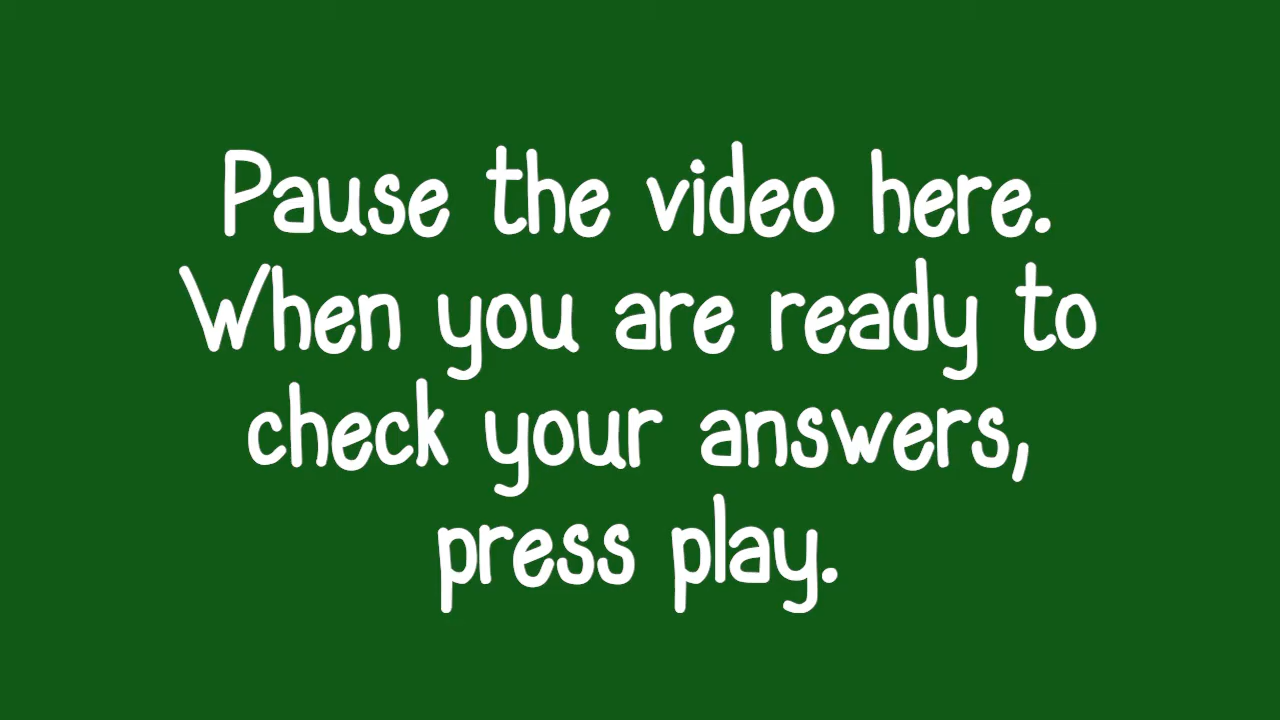 Pause the video here.
When you are ready to
check your answers,
press play.